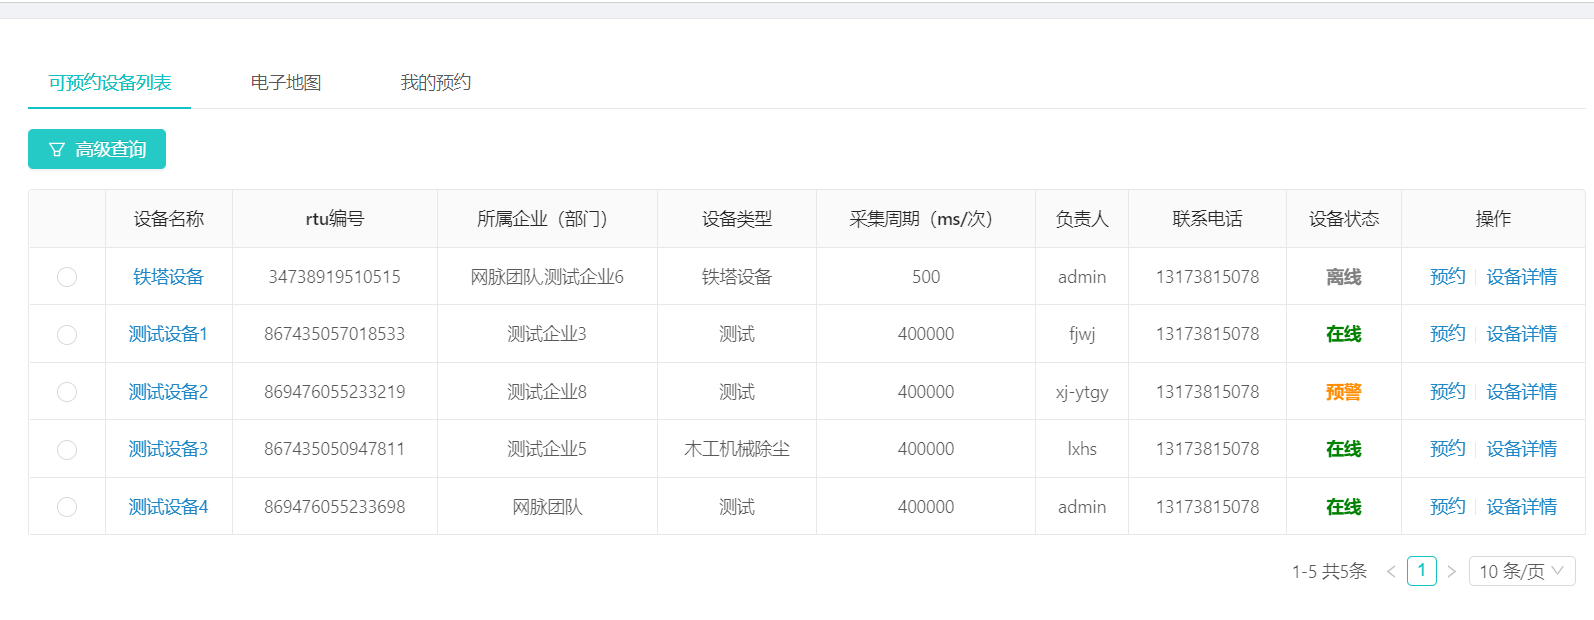 可预约设备列表 电子地图 我的预约
高级查询
设备名称 rtu编号 所属企业（部门） 设备类型 采集周期（ms/次） 负责人 联系电话 设备状态 操作
铁塔设备 34738919510515 网脉团队,测试企业6 铁塔设备 500 admin 13173815078 离线 预约 设备详情
测试设备1 867435057018533 测试企业3 测试 400000 fjwj 13173815078 在线 预约 设备详情
测试设备2 869476055233219 测试企业8 测试 400000 xj-ytgy 13173815078 预警 预约 设备详情
测试设备3 867435050947811 测试企业5 木工机械除尘 400000 lxhs 13173815078 在线 预约 设备详情
测试设备4 869476055233698 网脉团队 测试 400000 admin 13173815078 在线 预约 设备详情
1-5 共5条 < 1 > 10 条/页